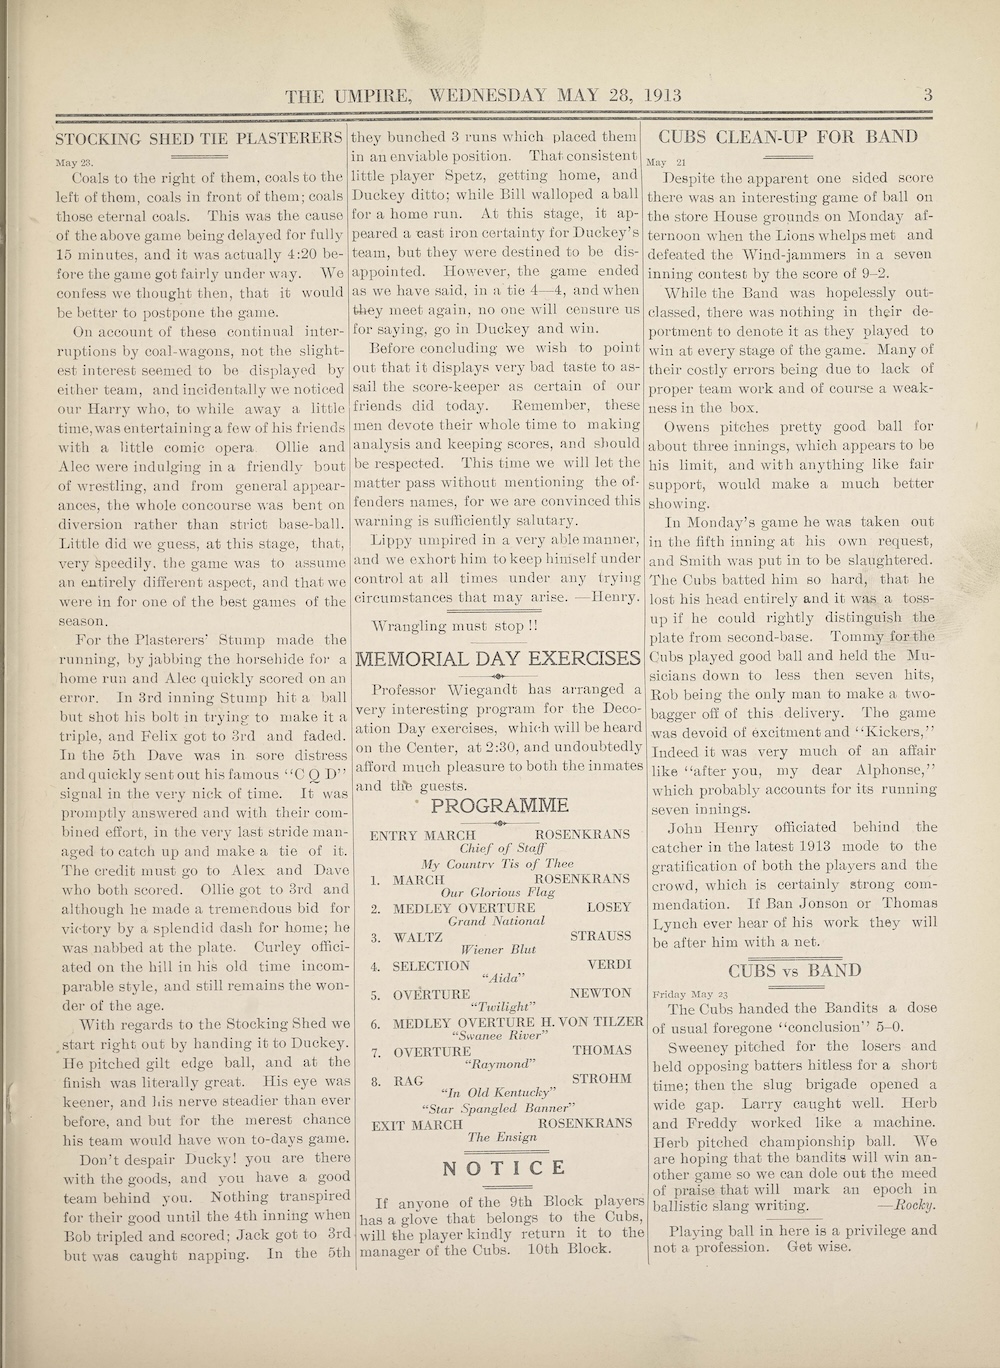 THE UMPIRE, WEDNESDAY MAY 28, 1913
3
STOCKING SHED TIE PLASTERERS
May 23.
Coals to the right of them, coals to the
left of them, coals in front of them; coals
those eternal coals. This was the cause
of the above game being delayed for fully
15 minutes, and it was actually 4:20 be-
fore the game got fairly under way. We
confess we thought then, that it would
be better to postpone the game.
On account of these continual inter-
ruptions by coal-wagons, not the slight-
est interest seemed to be displayed by
either team, and incidentally we noticed
our Harry who, to while away a little
time, was entertaining a few of his friends
with a little comic opera Ollie and
Alec were indulging in a friendly bout
of wrestling, and from general appear-
ances, the whole concourse was bent on
diversion rather than strict base-ball.
Little did we guess, at this stage, that,
very speedily. the game was to assume
an entirely different aspect, and that we
were in for one of the best games of the
season.
For the Plasterers' Stump made the
running, by jabbing the horsehide for a
home run and Alec quickly scored on an
error. In 3rd inning Stump hit a ball
but shot his bolt in trying to make it a
triple, and Felix got to 3rd and faded.
In the 5th Dave was in sore distress
and quickly sent out his famous "C Q D"
signal in the very nick of time. It was
promptly answered and with their com-
bined effort, in the very last stride man-
aged to catch up and make a tie of it.
The credit must go to Alex and Dave
who both scored. Ollie got to 3rd and
although he made a tremendous bid for
victory by a splendid dash for home; he
was nabbed at the plate. Curley offici-
ated on the hill in his old time incom-
parable style, and still remains the won-
der of the age.
With regards to the Stocking Shed we
start right out by handing it to Duckey.
He pitched gilt edge ball, and at the
finish was literally great. His eye was
keener, and his nerve steadier than ever
before, and but for the merest chance
his team would have won to-days game.
Don't despair Ducky! you are there
with the goods, and you have a good
team behind you. Nothing transpired
for their good until the 4th inning when
Bob tripled and scored; Jack got to 3rd
but was caught napping. In the 5th
they bunched 3 runs which placed them
in an enviable position. That consistent
little player Spetz, getting home, and
Duckey ditto; while Bill walloped a ball
for a home run. At this stage, it ap-
peared a cast iron certainty for Duckey's
team, but they were destined to be dis-
appointed. However, the game ended
as we have said, in a tie 4—4, and when
they meet again, no one will censure us
for saying, go in Duckey and win.
Before concluding we wish to point
out that it displays very bad taste to as-
sail the score-keeper as certain of our
friends did today. Remember, these
men devote their whole time to making
analysis and keeping scores, and should
be respected. This time we will let the
matter pass without mentioning the of-
fenders names, for we are convinced this
warning is sufficiently salutary.
Lippy umpired in a very able manner,
and we exhort him to keep himself under
control at all times under any trying
circumstances that may arise. —Henry.
Wrangling must stop !!
MEMORIAL DAY EXERCISES
Professor Wiegandt has arranged a
very interesting program for the Deco-
ation Day exercises, which will be heard
on the Center, at 2:30, and undoubtedly
afford much pleasure to both the inmates
and the guests.
PROGRAMME
ENTRY MARCH ROSENKRANS
Chief of Staff
My Country Tis of Thee
1. MARCH ROSENKRANS
Our Glorious Flag
2. MEDLEY OVERTURE LOSEY
Grand National
3. WALTZ STRAUSS
Wiener Blut
4. SELECTION VERDI
"Aida"
5. OVERTURE NEWTON
"Twilight"
6. MEDLEY OVERTURE H. VON TILZER
"Swanee River"
7. OVERTURE THOMAS
"Raymond"
8. RAG STROHM
"In Old Kentucky"
"Star Spangled Banner"
EXIT MARCH ROSENKRANS
The Ensign
NOTICE
If anyone of the 9th Block players
has a glove that belongs to the Cubs,
will the player kindly return it to the
manager of the Cubs. 10th Block.
CUBS CLEAN-UP FOR BAND
May 21
Despite the apparent one sided score
there was an interesting game of ball on
the store House grounds on Monday af-
ternoon when the Lions whelps met and
defeated the Wind-jammers in a seven
inning contest by the score of 9–2.
While the Band was hopelessly out-
classed, there was nothing in their de-
portment to denote it as they played to
win at every stage of the game. Many of
their costly errors being due to lack of
proper team work and of course a weak-
ness in the box.
Owens pitches pretty good ball for
about three innings, which appears to be
his limit, and with anything like fair
support, would make a much better
showing.
In Monday's game he was taken out
in the fifth inning at his own request,
and Smith was put in to be slaughtered.
The Cubs batted him so hard, that he
lost his head entirely and it was a toss-
up if he could rightly distinguish the
plate from second-base. Tommy for the
Cubs played good ball and held the Mu-
sicians down to less then seven hits,
Rob being the only man to make a two-
bagger off of this delivery. The game
was devoid of excitment and "Kickers,"
Indeed it was very much of an affair
like "after you, my dear Alphonse,"
which probably accounts for its running
seven innings.
John Henry officiated behind the
catcher in the latest 1913 mode to the
gratification of both the players and the
crowd, which is certainly strong com-
mendation. If Ban Jonson or Thomas
Lynch ever hear of his work they will
be after him with a net.
CUBS vs BAND
Friday May 23
The Cubs handed the Bandits a dose
of usual foregone "conclusion" 5–0.
Sweeney pitched for the losers and
held opposing batters hitless for a short
time; then the slug brigade opened a
wide gap. Larry caught well. Herb
and Freddy worked like a machine.
Herb pitched championship ball. We
are hoping that the bandits will win an-
other game so we can dole out the meed
of praise that will mark an epoch in
ballistic slang writing. —Rocky.
Playing ball in here is a privilege and
not a profession. Get wise.